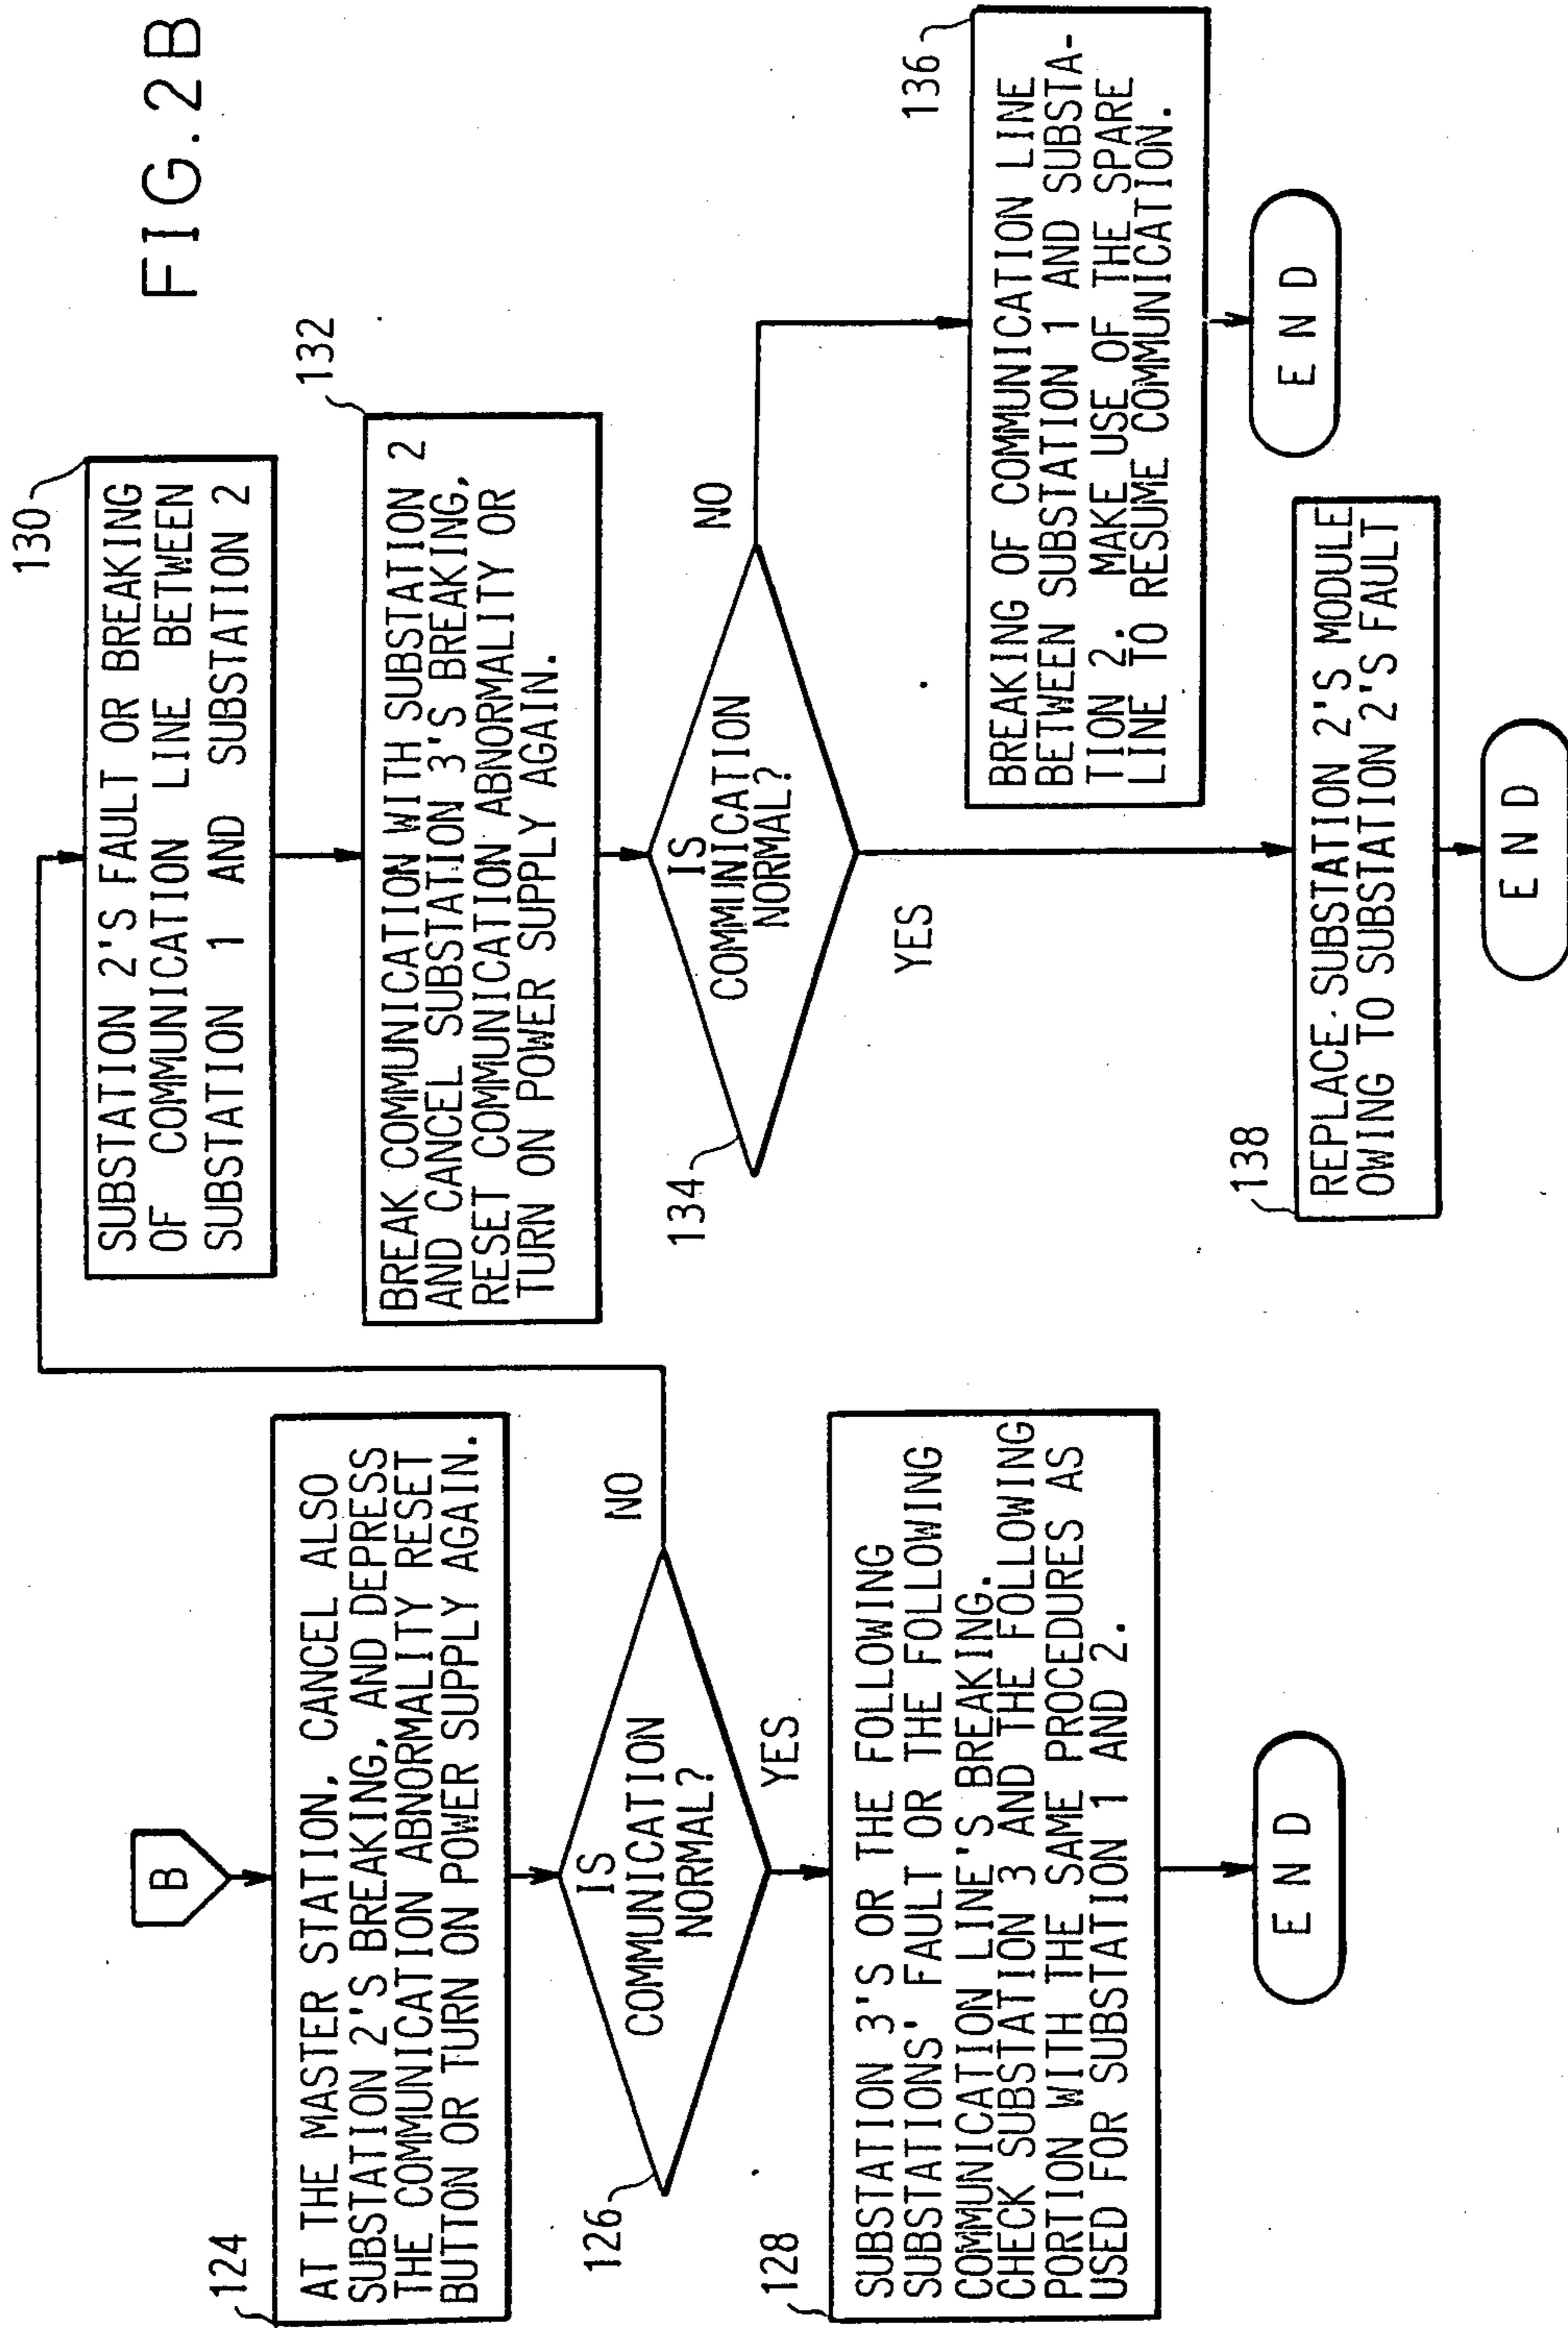 FIG.2B
B
124
AT THE MASTER STATION, CANCEL ALSO
SUBSTATION 2'S BREAKING, AND DEPRESS
THE COMMUNICATION ABNORMALITY RESET
BUTTON OR TURN ON POWER SUPPLY AGAIN.
126
IS
COMMUNICATION
NORMAL?
NO
YES
128
SUBSTATION 3'S OR THE FOLLOWING
SUBSTATIONS' FAULT OR THE FOLLOWING
COMMUNICATION LINE'S BREAKING.
CHECK SUBSTATION 3 AND THE FOLLOWING
PORTION WITH THE SAME PROCEDURES AS
USED FOR SUBSTATION 1 AND 2.
END
130
SUBSTATION 2'S FAULT OR BREAKING
OF COMMUNICATION LINE BETWEEN
SUBSTATION 1 AND SUBSTATION 2
132
BREAK COMMUNICATION WITH SUBSTATION 2
AND CANCEL SUBSTATION 3'S BREAKING,
RESET COMMUNICATION ABNORMALITY OR
TURN ON POWER SUPPLY AGAIN.
134
IS
COMMUNICATION
NORMAL?
NO
YES
136
BREAKING OF COMMUNICATION LINE
BETWEEN SUBSTATION 1 AND SUBSTA-
TION 2. MAKE USE OF THE SPARE
LINE TO RESUME COMMUNICATION.
END
138
REPLACE SUBSTATION 2'S MODULE
OWING TO SUBSTATION 2'S FAULT
END